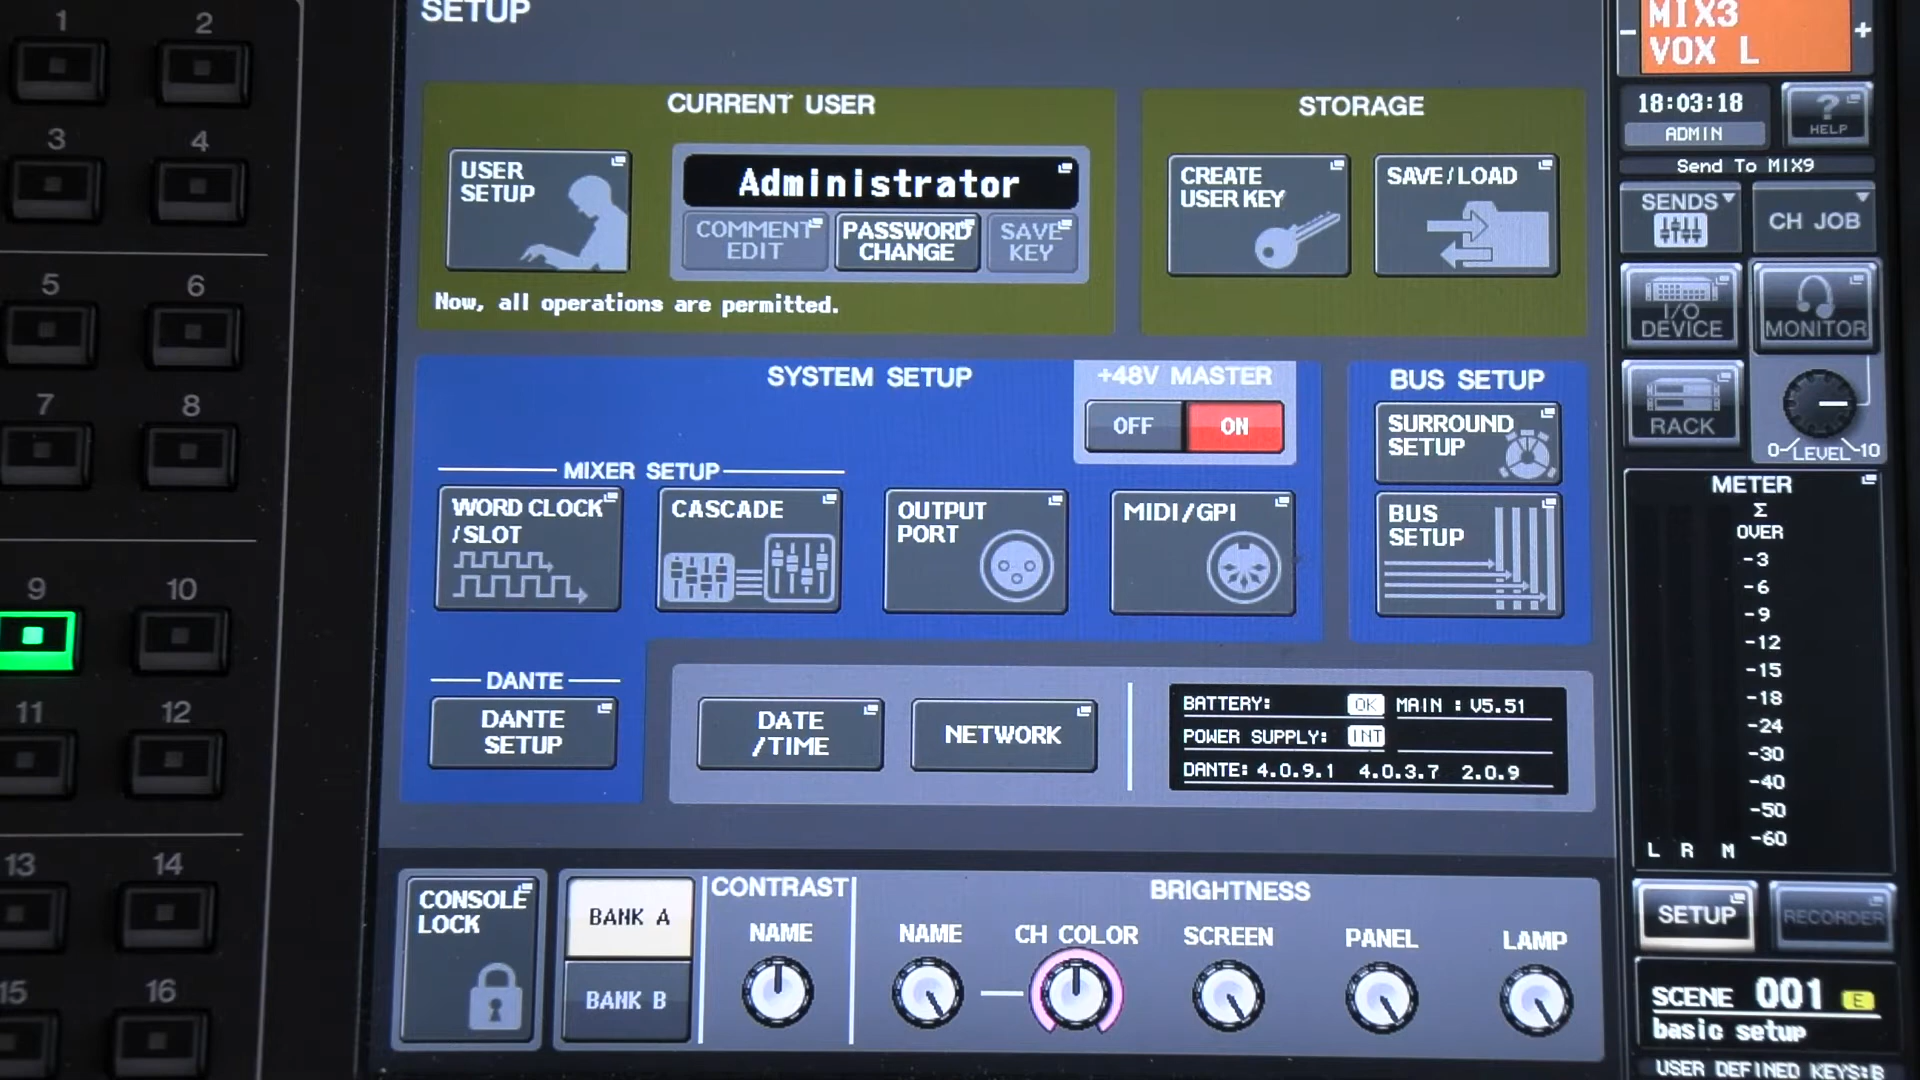 1 2
3 4
5 6
7 8
9 10
11 12
13 14
15 16
SETUP
CURRENT USER
USER
SETUP
Administrator
COMMENT
EDIT
PASSWORD
CHANGE
SAVE
KEY
Now, all operations are permitted.
STORAGE
CREATE
USER KEY
SAVE/LOAD
SYSTEM SETUP
+48V MASTER
OFF ON
MIXER SETUP
WORD CLOCK
/SLOT
CASCADE
OUTPUT
PORT
MIDI/GPI
BUS SETUP
SURROUND
SETUP
BUS
SETUP
DANTE
DANTE
SETUP
DATE
/TIME
NETWORK
BATTERY: OK MAIN : V5.51
POWER SUPPLY: INT
DANTE: 4.0.9.1 4.0.3.7 2.0.9
CONSOLE
LOCK
BANK A
BANK B
CONTRAST
NAME
BRIGHTNESS
NAME CH COLOR SCREEN PANEL LAMP
- MIX3 +
VOX L
18:03:18
ADMIN
? HELP
Send To MIX9
SENDS
CH JOB
I/O
DEVICE
MONITOR
RACK
0 LEVEL 10
METER
Σ
OVER
-3
-6
-9
-12
-15
-18
-24
-30
-40
-50
-60
L R M
SETUP
RECORDER
SCENE 001 E
basic setup
USER DEFINED KEYS:B